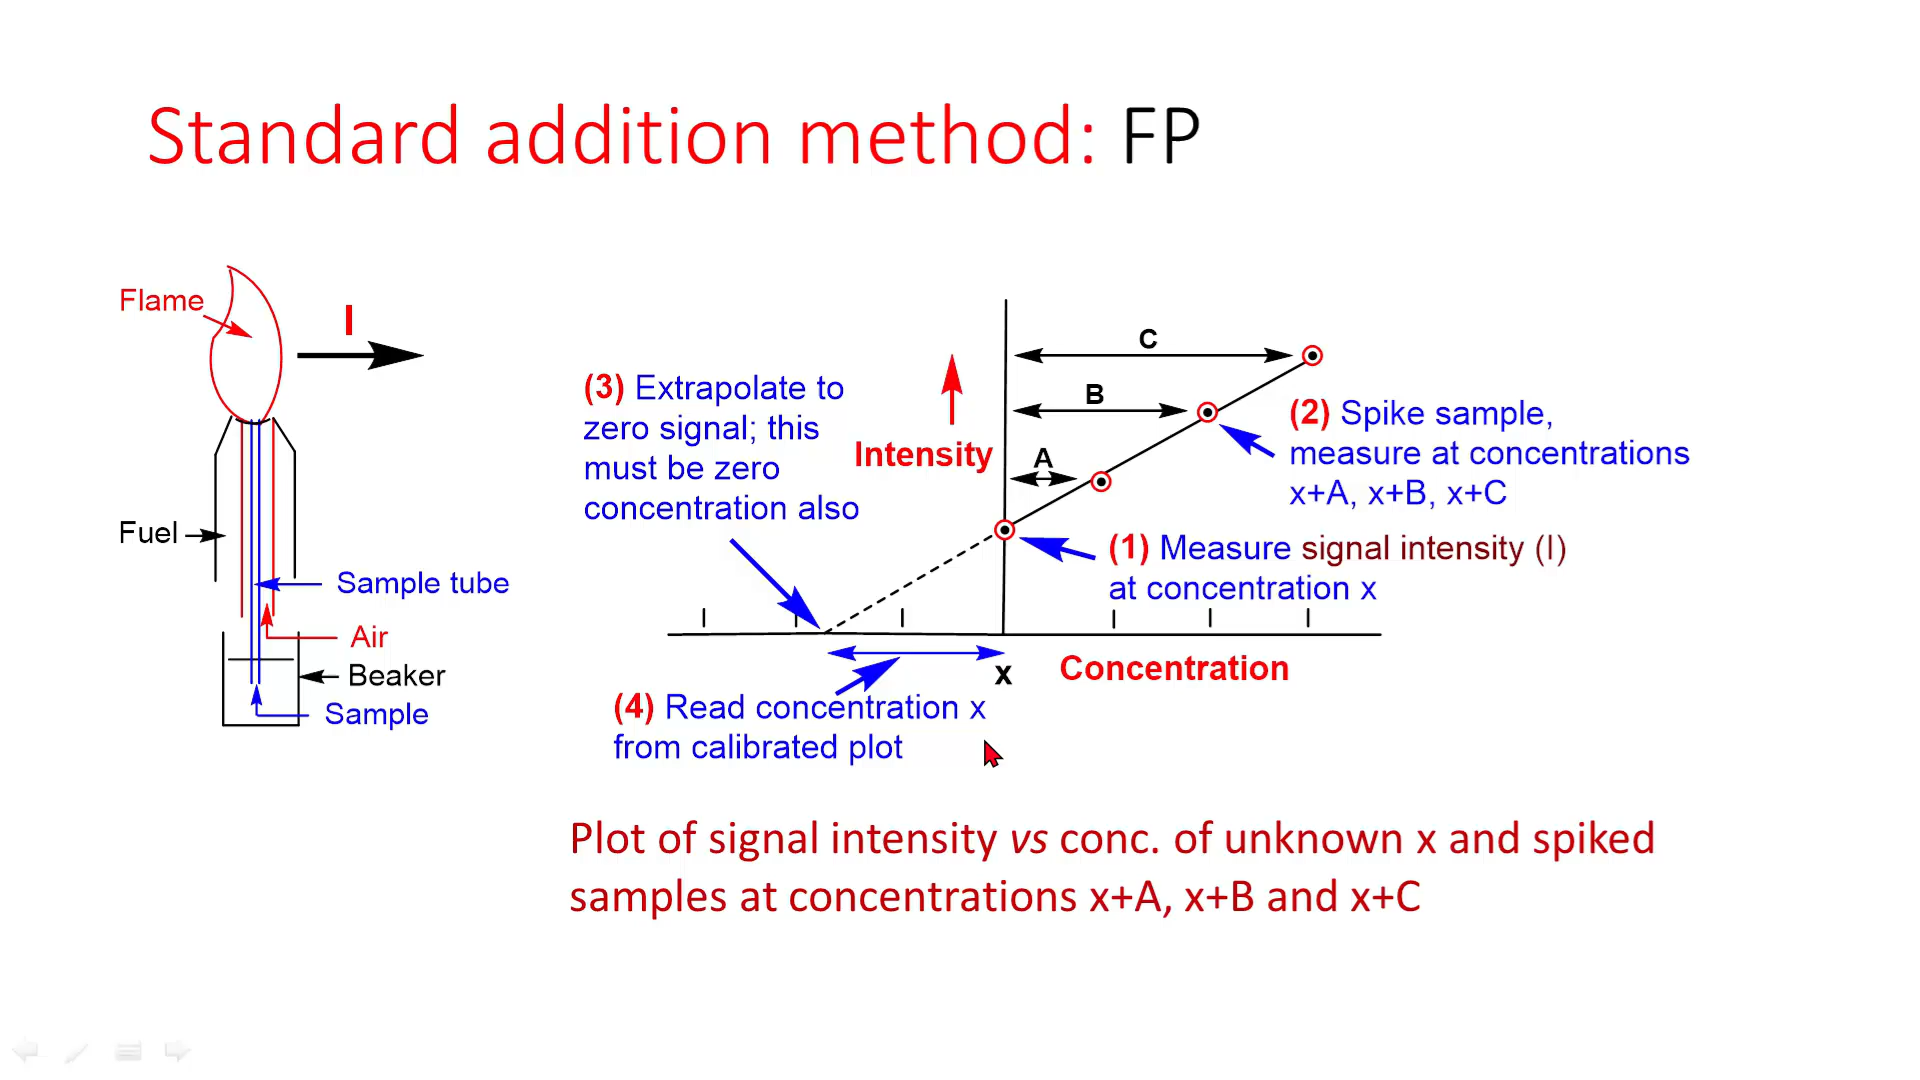 Standard addition method: FP
Flame
I
Fuel
Sample tube
Air
Beaker
Sample
(3) Extrapolate to
zero signal; this
must be zero
concentration also
Intensity
C
B
A
(2) Spike sample,
measure at concentrations
x+A, x+B, x+C
(1) Measure signal intensity (I)
at concentration x
x
Concentration
(4) Read concentration x
from calibrated plot
Plot of signal intensity vs conc. of unknown x and spiked
samples at concentrations x+A, x+B and x+C